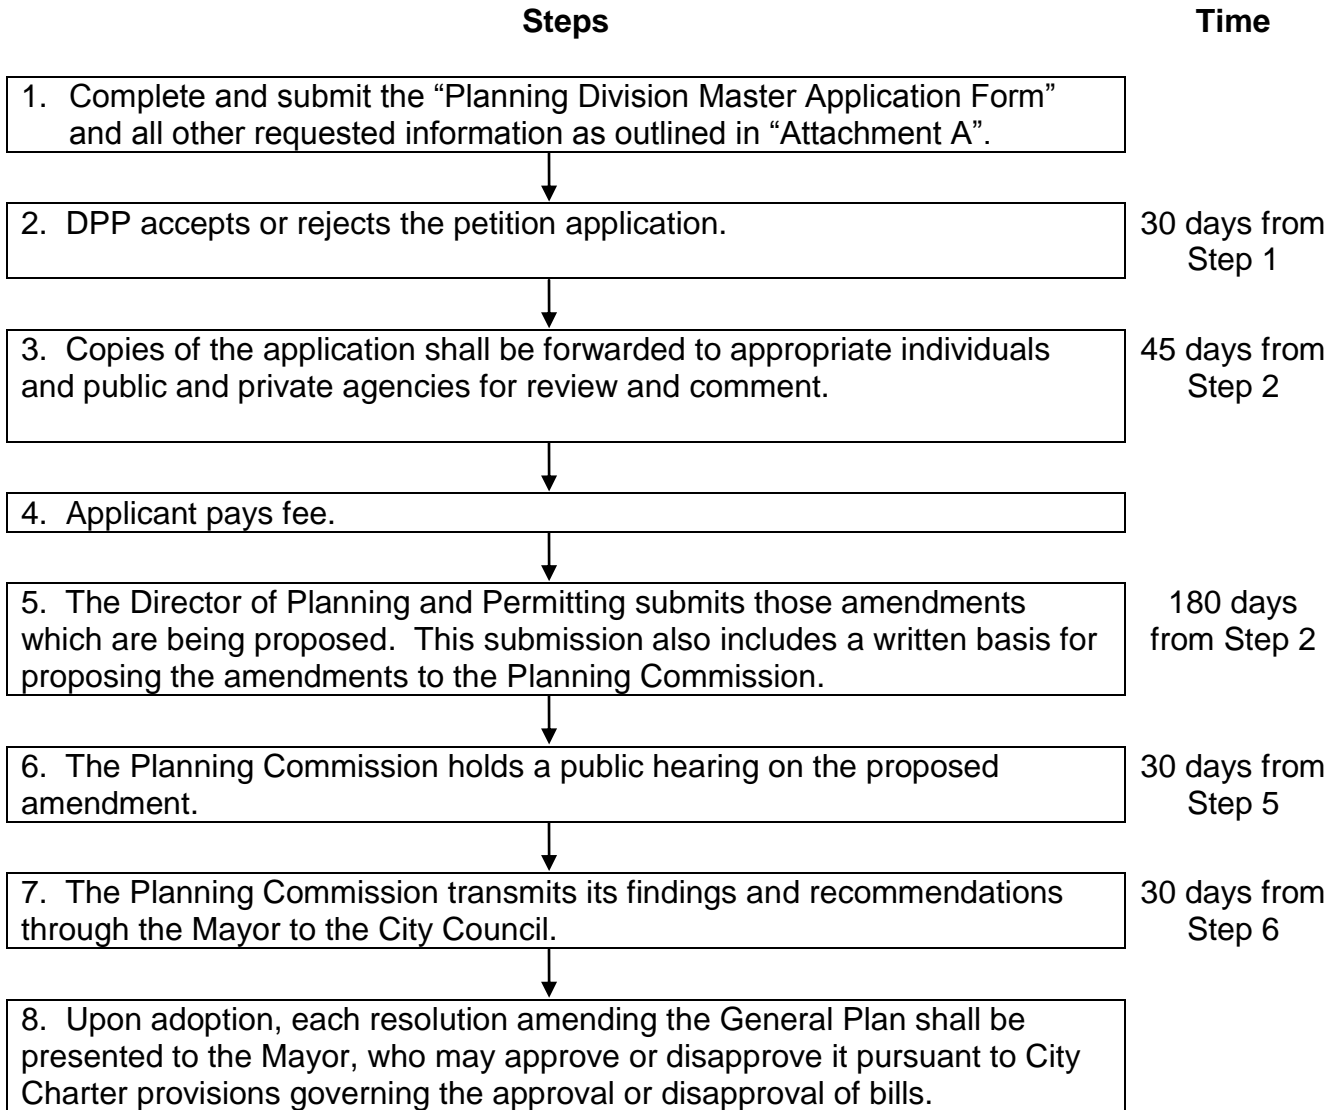 Steps Time
1. Complete and submit the “Planning Division Master Application Form”
and all other requested information as outlined in “Attachment A”.
2. DPP accepts or rejects the petition application.
30 days from
Step 1
3. Copies of the application shall be forwarded to appropriate individuals
and public and private agencies for review and comment.
45 days from
Step 2
4. Applicant pays fee.
5. The Director of Planning and Permitting submits those amendments
which are being proposed. This submission also includes a written basis for
proposing the amendments to the Planning Commission.
180 days
from Step 2
6. The Planning Commission holds a public hearing on the proposed
amendment.
30 days from
Step 5
7. The Planning Commission transmits its findings and recommendations
through the Mayor to the City Council.
30 days from
Step 6
8. Upon adoption, each resolution amending the General Plan shall be
presented to the Mayor, who may approve or disapprove it pursuant to City
Charter provisions governing the approval or disapproval of bills.